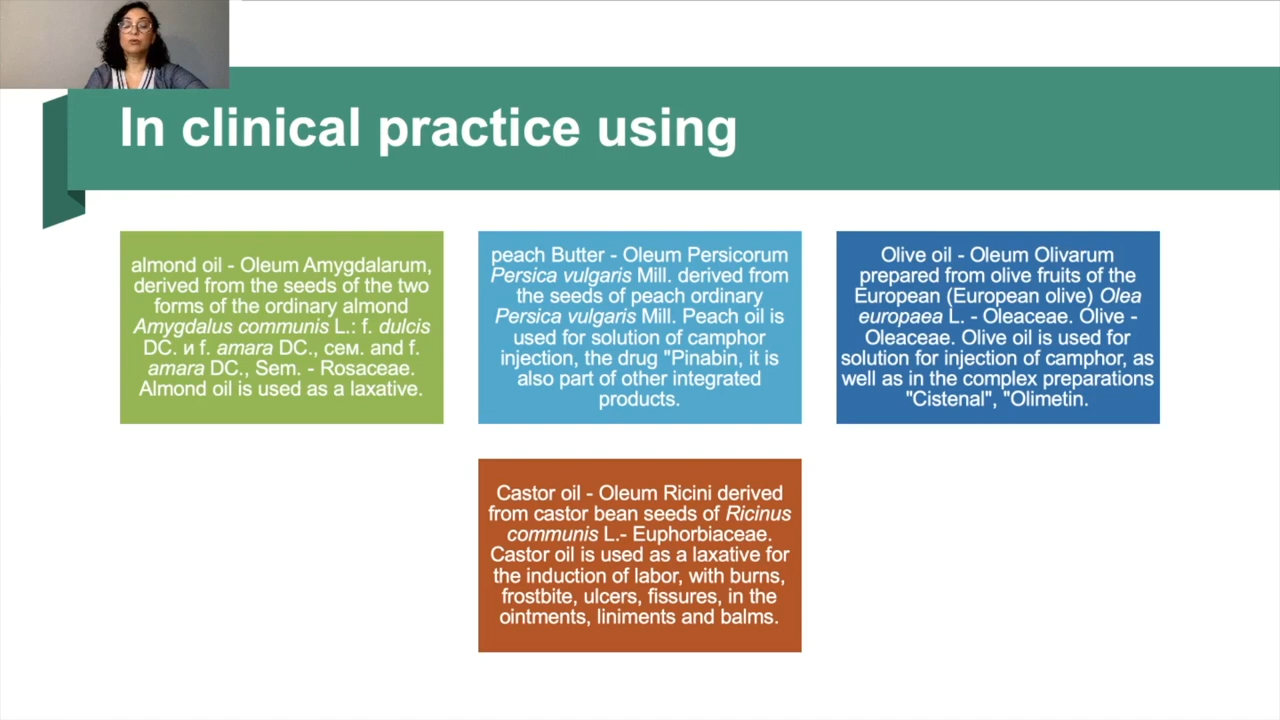 In clinical practice using
almond oil - Oleum Amygdalarum,
derived from the seeds of the two
forms of the ordinary almond
Amygdalus communis L.: f. dulcis
DC. и f. amara DC., сем. and f.
amara DC., Sem. - Rosaceae.
Almond oil is used as a laxative.
peach Butter - Oleum Persicorum
Persica vulgaris Mill. derived from
the seeds of peach ordinary
Persica vulgaris Mill. Peach oil is
used for solution of camphor
injection, the drug "Pinabin, it is
also part of other integrated
products.
Olive oil - Oleum Olivarum
prepared from olive fruits of the
European (European olive) Olea
europaea L. - Oleaceae. Olive -
Oleaceae. Olive oil is used for
solution for injection of camphor, as
well as in the complex preparations
"Cistenal", "Olimetin.
Castor oil - Oleum Ricini derived
from castor bean seeds of Ricinus
communis L.- Euphorbiaceae.
Castor oil is used as a laxative for
the induction of labor, with burns,
frostbite, ulcers, fissures, in the
ointments, liniments and balms.